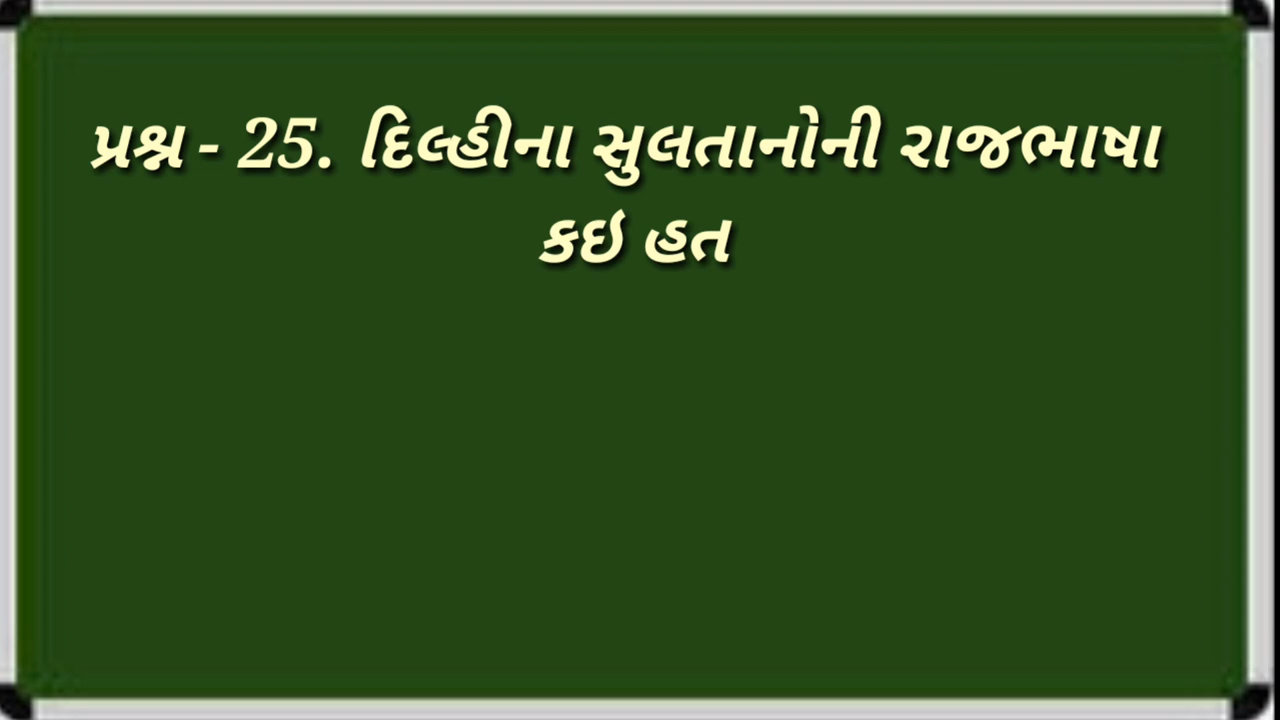 પ્રશ્ન - 25. દિલ્હીના સુલતાનોની રાજભાષા
કઇ હત